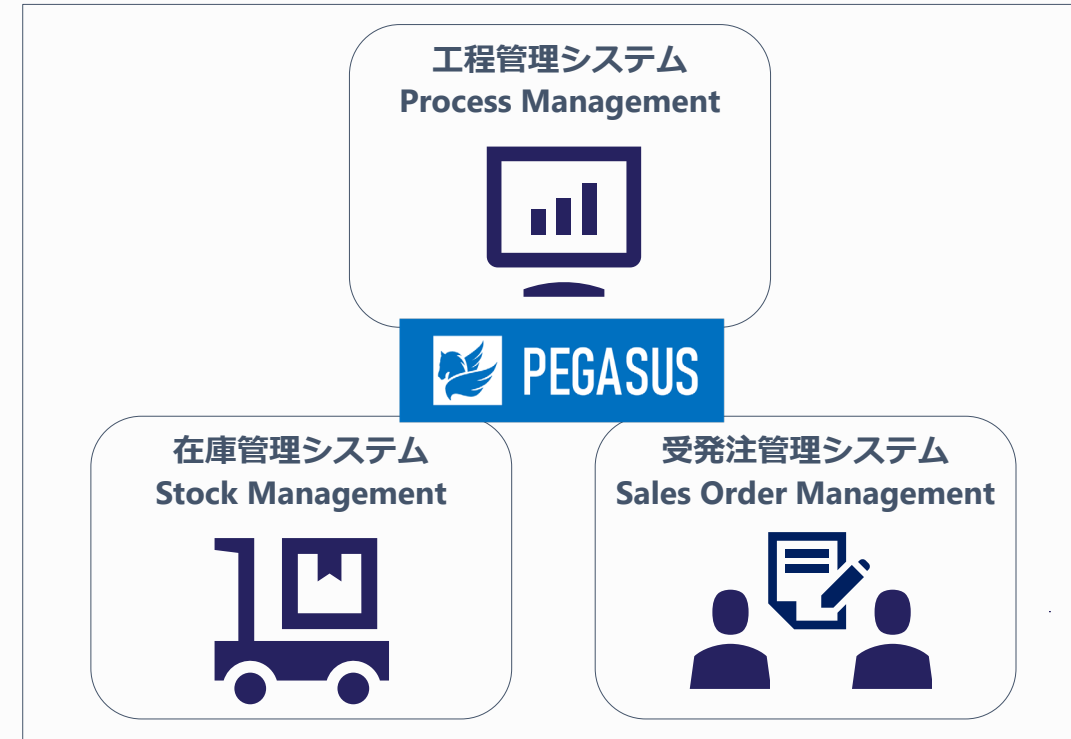 工程管理システム
Process Management
PEGASUS
在庫管理システム
Stock Management
受発注管理システム
Sales Order Management